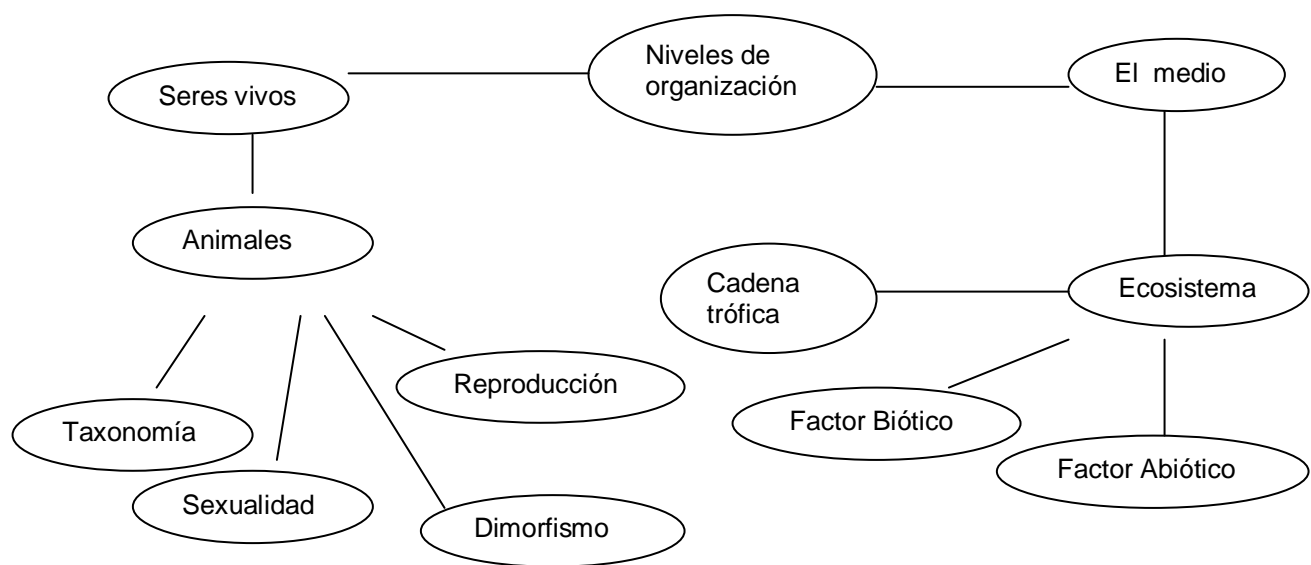 Niveles de
organización
Seres vivos
El medio
Animales
Cadena
trófica
Ecosistema
Reproducción
Taxonomía
Factor Biótico
Factor Abiótico
Sexualidad
Dimorfismo